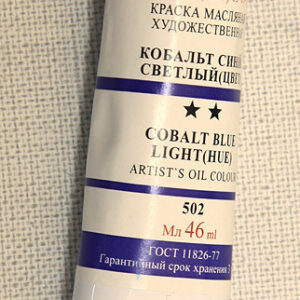 КРАСКА МАСЛЯНАЯ
ХУДОЖЕСТВЕННАЯ
КОБАЛЬТ СИНИЙ
СВЕТЛЫЙ(ЦВЕТ
★★
COBALT BLUE
LIGHT(HUE)
ARTIST'S OIL COLOUR
502
Мл 46 ml
ГОСТ 11826-77
Гарантийный срок хранения